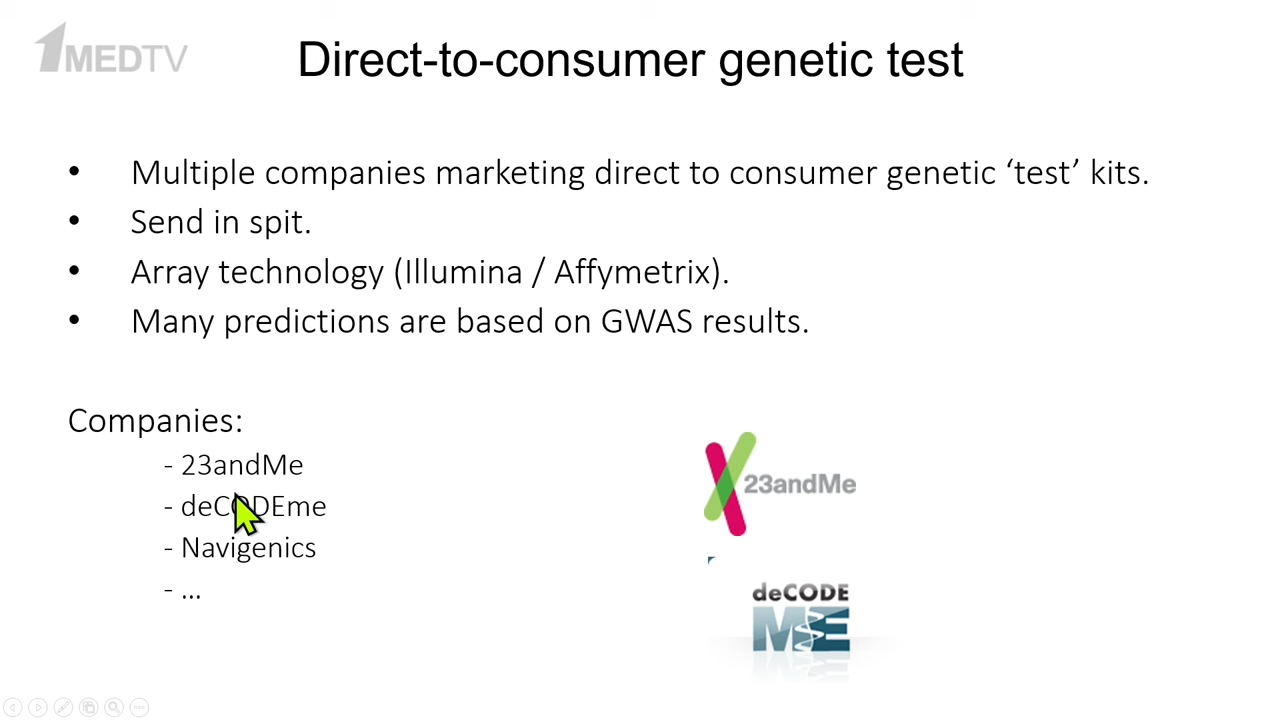 1MEDTV
Direct-to-consumer genetic test
• Multiple companies marketing direct to consumer genetic ‘test’ kits.
• Send in spit.
• Array technology (Illumina / Affymetrix).
• Many predictions are based on GWAS results.
Companies:
- 23andMe
- deCODEme
- Navigenics
- ...
23andMe
deCODE
ME